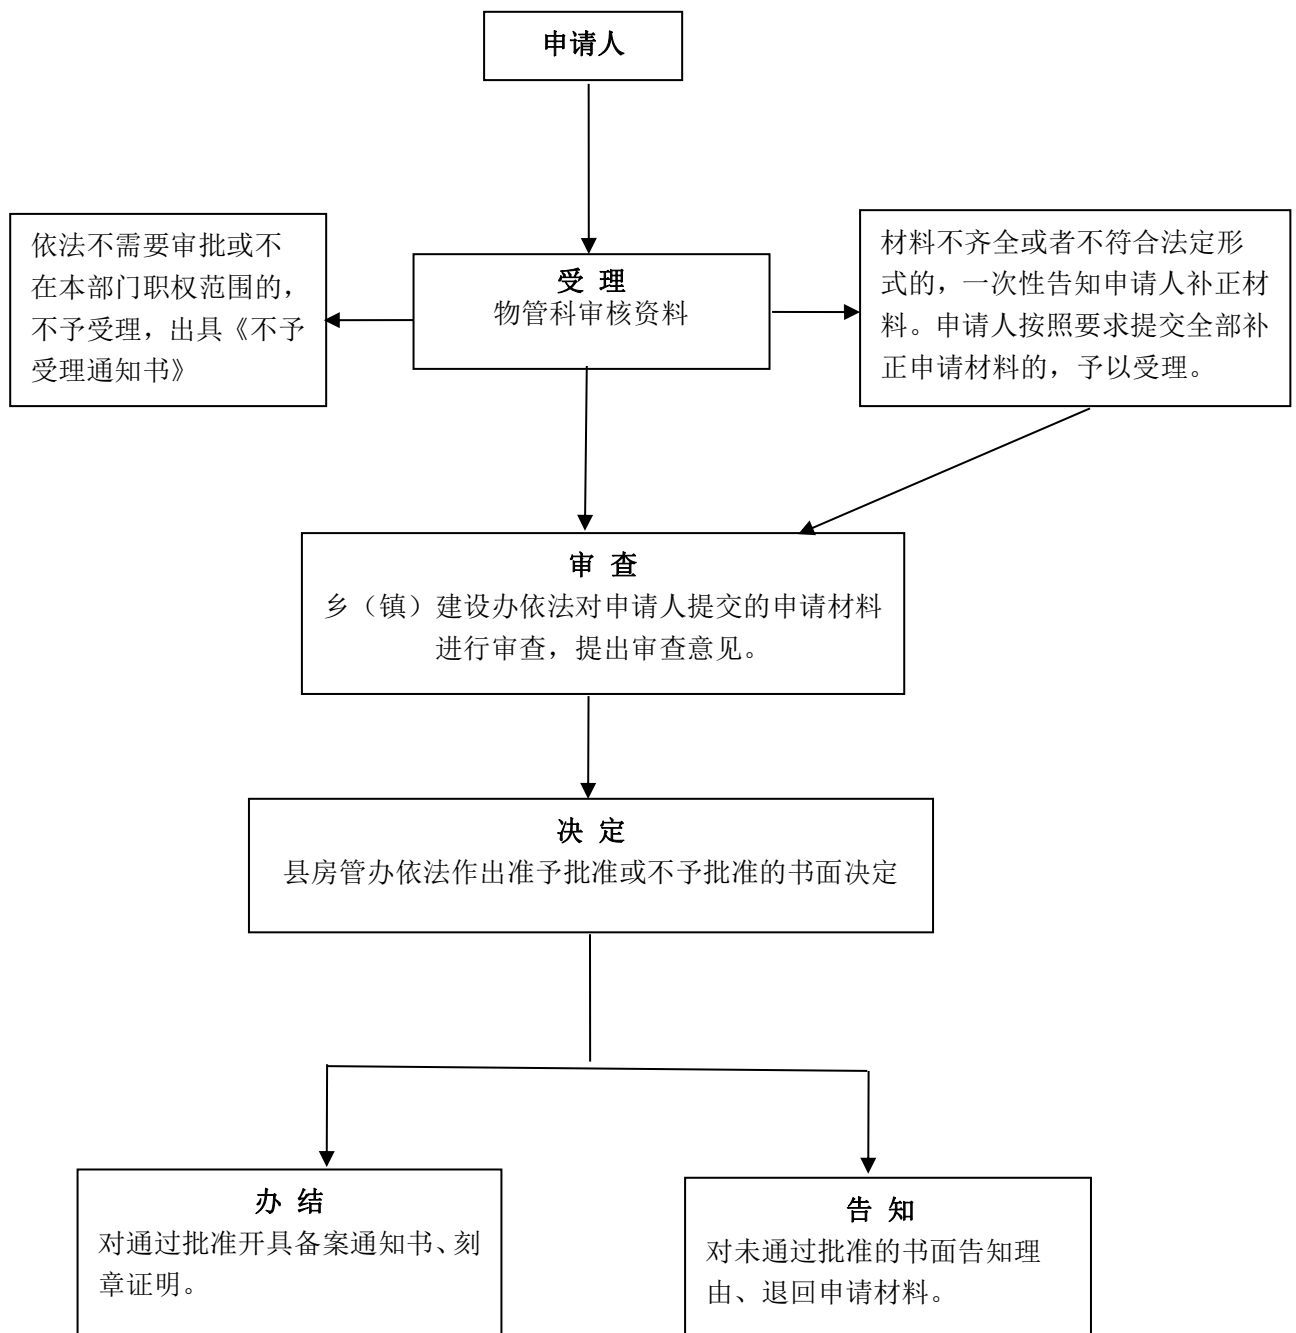 申请人
依法不需要审批或不
在本部门职权范围的，
不予受理，出具《不予
受理通知书》
受 理
物管科审核资料
材料不齐全或者不符合法定形
式的，一次性告知申请人补正材
料。申请人按照要求提交全部补
正申请材料的，予以受理。
审 查
乡（镇）建设办依法对申请人提交的申请材料
进行审查，提出审查意见。
决 定
县房管办依法作出准予批准或不予批准的书面决定
办 结
对通过批准开具备案通知书、刻
章证明。
告 知
对未通过批准的书面告知理
由、退回申请材料。